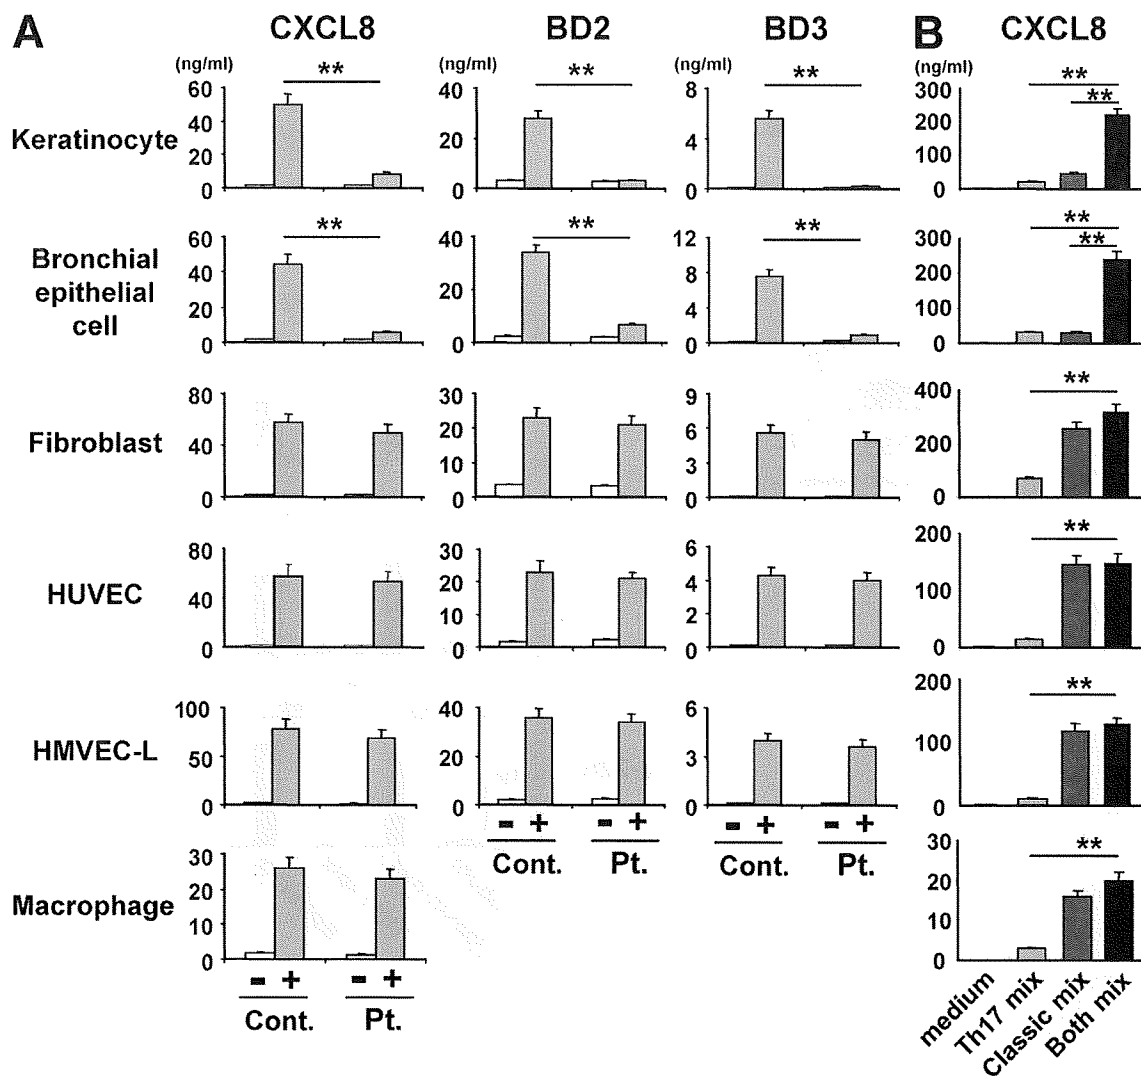 A CXCL8 BD2 BD3 B CXCL8
(ng/ml) (ng/ml) (ng/ml) (ng/ml)
** ** ** ** **
Keratinocyte
60 40 20 0
40 20 0
8 6 4 2 0
300 200 100 0
** ** ** ** **
Bronchial
epithelial
cell
60 40 20 0
40 20 0
12 8 4 0
300 200 100 0
**
Fibroblast
80 40 0
30 20 10 0
9 6 3 0
400 200 0
**
HUVEC
80 40 0
30 20 10 0
6 4 2 0
200 100 0
**
HMVEC-L
100 50 0
40 20 0
6 3 0
200 100 0
- + - + - + - +
Cont. Pt. Cont. Pt.
**
Macrophage
30 20 10 0
30 20 10 0
- + - +
Cont. Pt.
medium
Th17 mix
Classic mix
Both mix